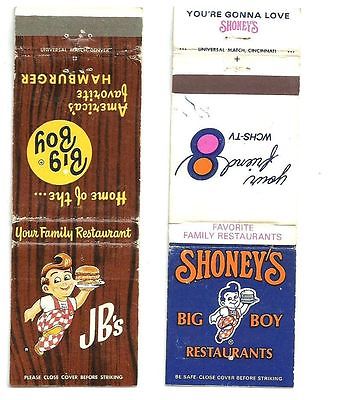 UNIVERSAL MATCH, DENVER
America's
favorite
HAMBURGER
Big
Boy
®
Home of the...
Your Family Restaurant
JB's
®
PLEASE CLOSE COVER BEFORE STRIKING
YOU'RE GONNA LOVE
SHONEY'S
UNIVERSAL MATCH, CINCINNATI
your
friend
8
WCHS-TV
FAVORITE
FAMILY RESTAURANTS
SHONEY'S
BIG BOY
®
RESTAURANTS
BE SAFE-CLOSE COVER BEFORE STRIKING